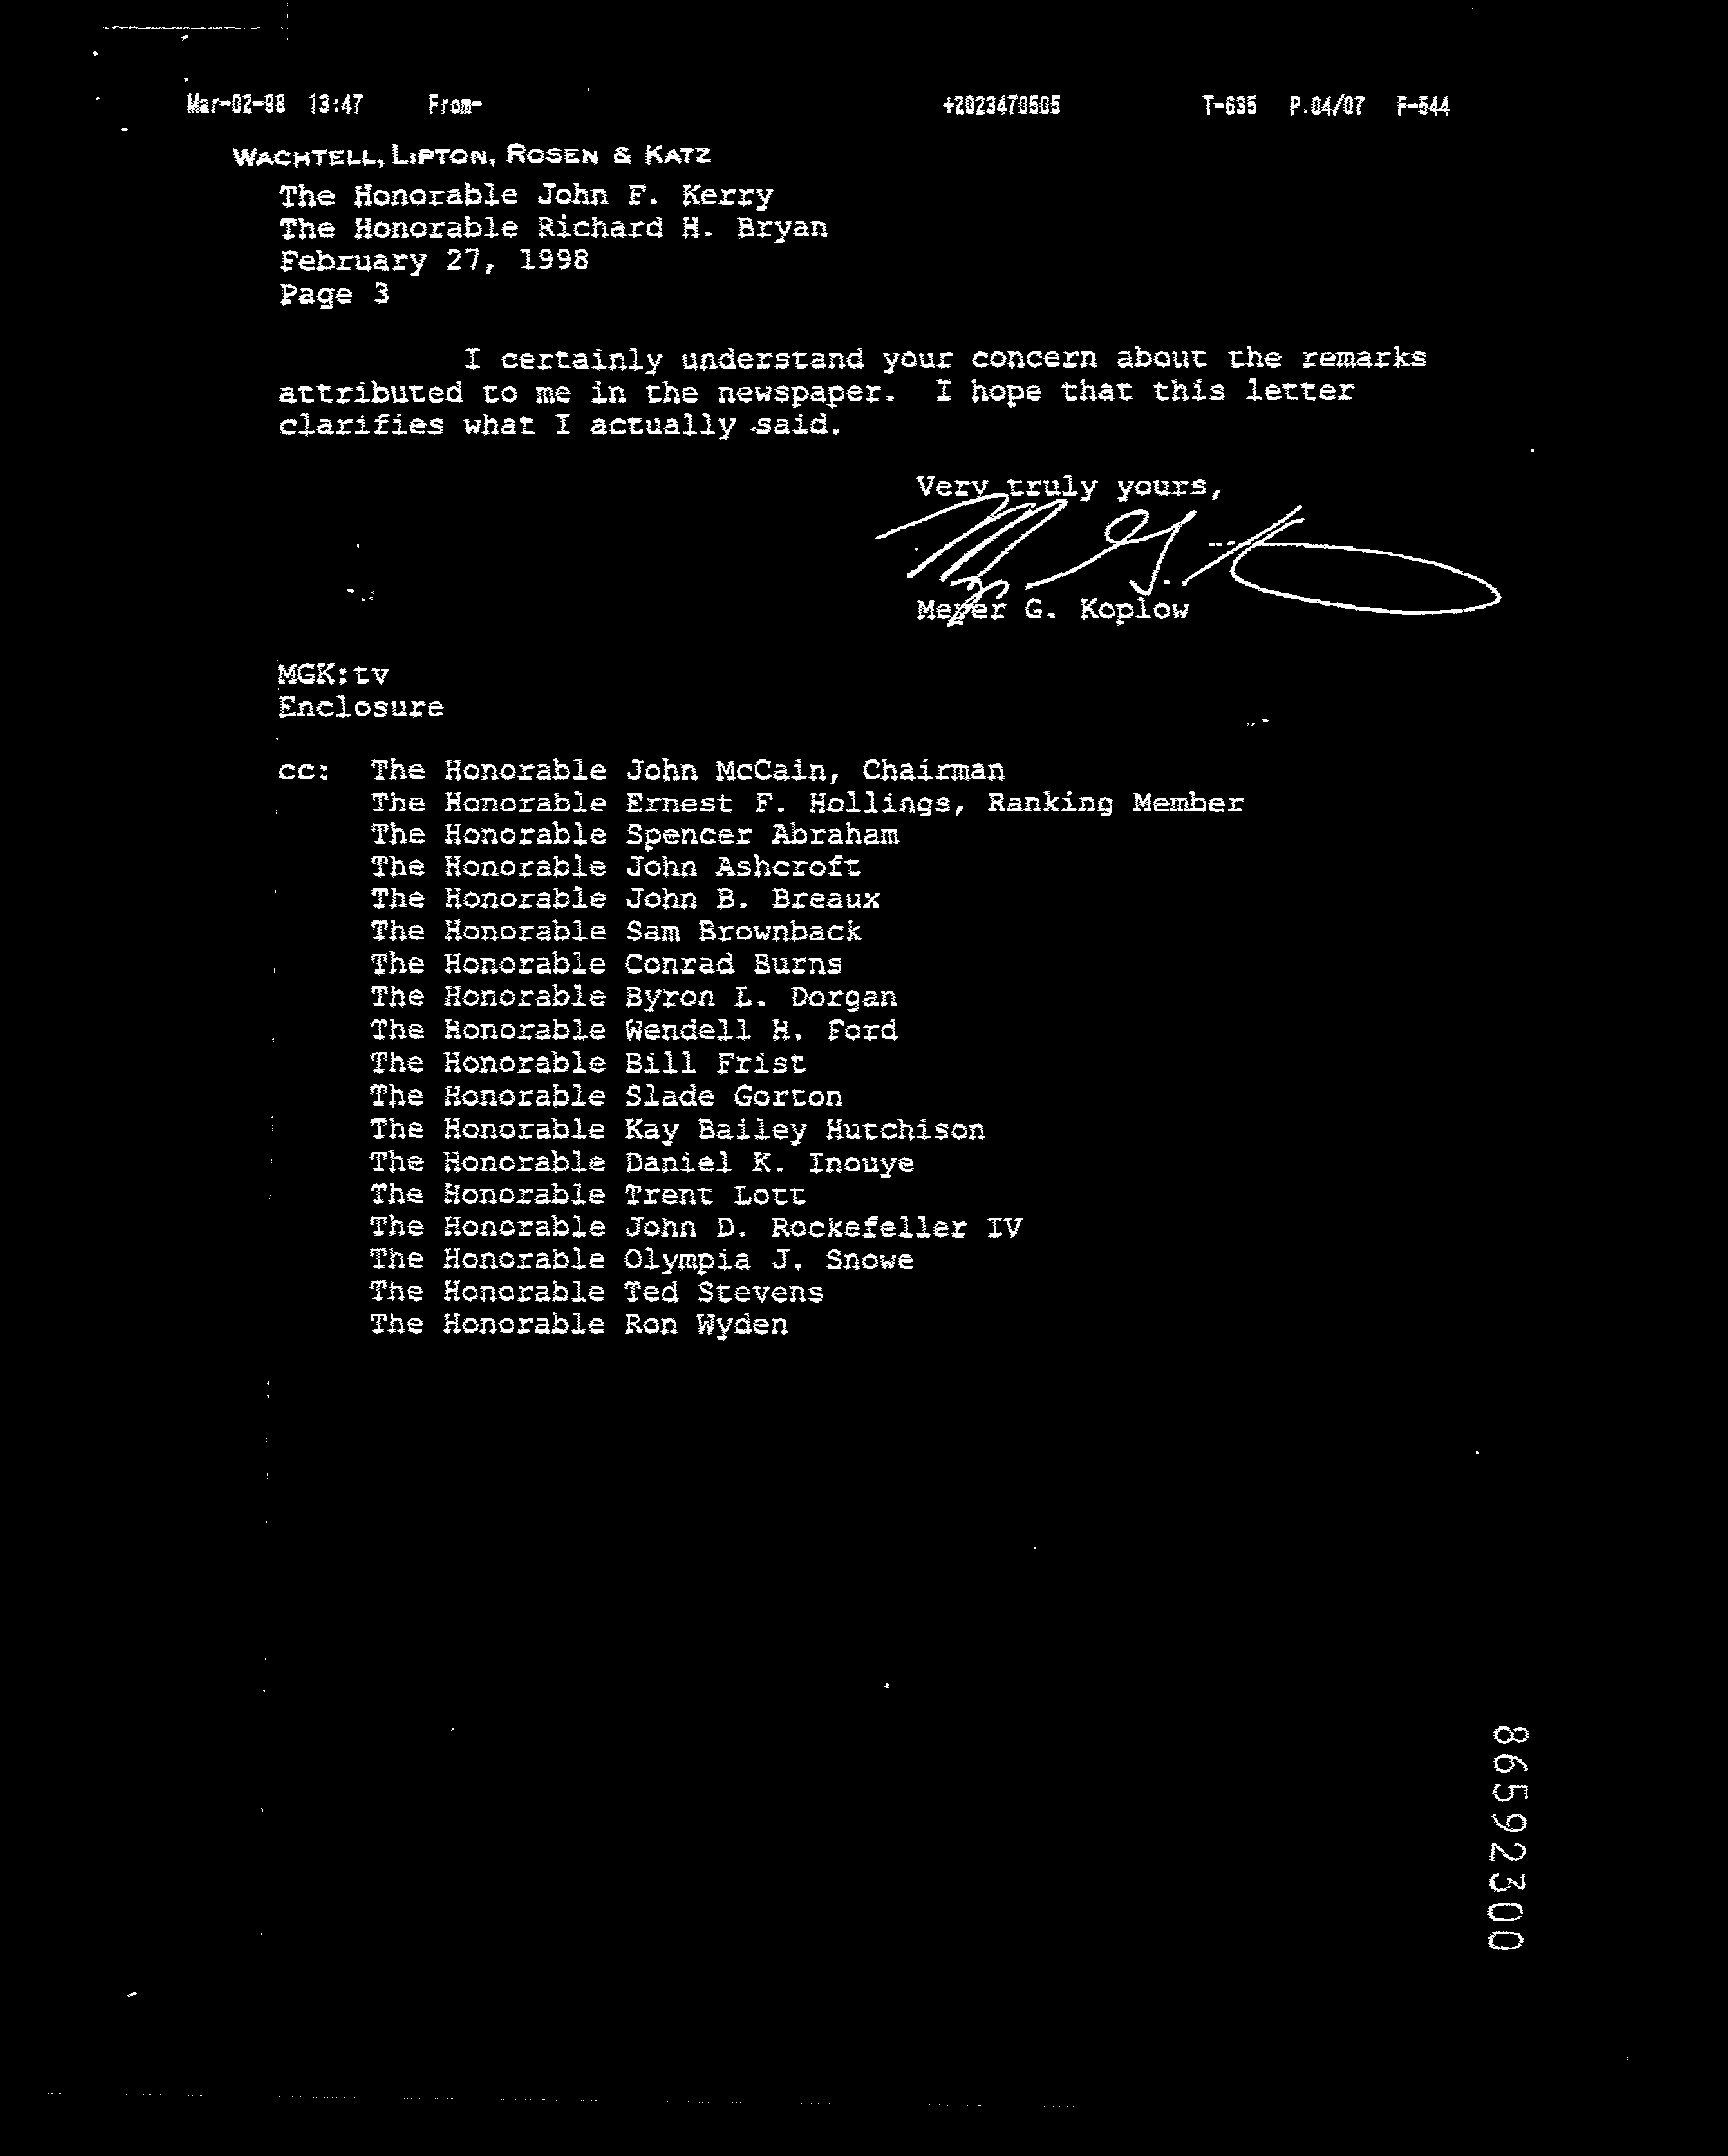 Mar-02-98 13:47 From- +2023470505 T-635 P.04/07 F-544
WACHTELL, LIPTON, ROSEN & KATZ
The Honorable John F. Kerry
The Honorable Richard H. Bryan
February 27, 1998
Page 3
I certainly understand your concern about the remarks
attributed to me in the newspaper. I hope that this letter
clarifies what I actually said.
Very truly yours,
Meyer G. Koplow
MGK:tv
Enclosure
cc: The Honorable John McCain, Chairman
The Honorable Ernest F. Hollings, Ranking Member
The Honorable Spencer Abraham
The Honorable John Ashcroft
The Honorable John B. Breaux
The Honorable Sam Brownback
The Honorable Conrad Burns
The Honorable Byron L. Dorgan
The Honorable Wendell H. Ford
The Honorable Bill Frist
The Honorable Slade Gorton
The Honorable Kay Bailey Hutchison
The Honorable Daniel K. Inouye
The Honorable Trent Lott
The Honorable John D. Rockefeller IV
The Honorable Olympia J. Snowe
The Honorable Ted Stevens
The Honorable Ron Wyden
86592300